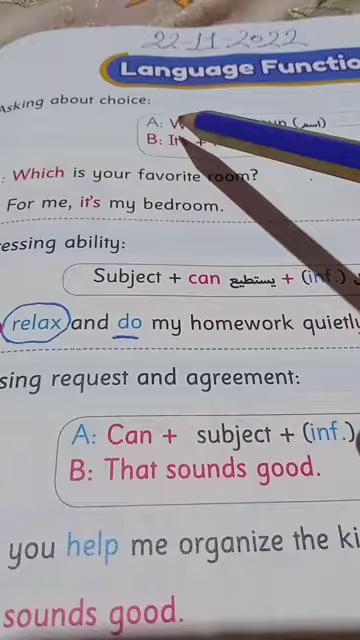 22-11-2022
Language Functio
Asking about choice:
A: W (اسم)
B: It's +
Which is your favorite room?
For me, it's my bedroom.
essing ability:
Subject + can يستطيع + (inf.)
relax and do my homework quietly
sing request and agreement:
A: Can + subject + (inf.)
B: That sounds good.
you help me organize the ki
sounds good.